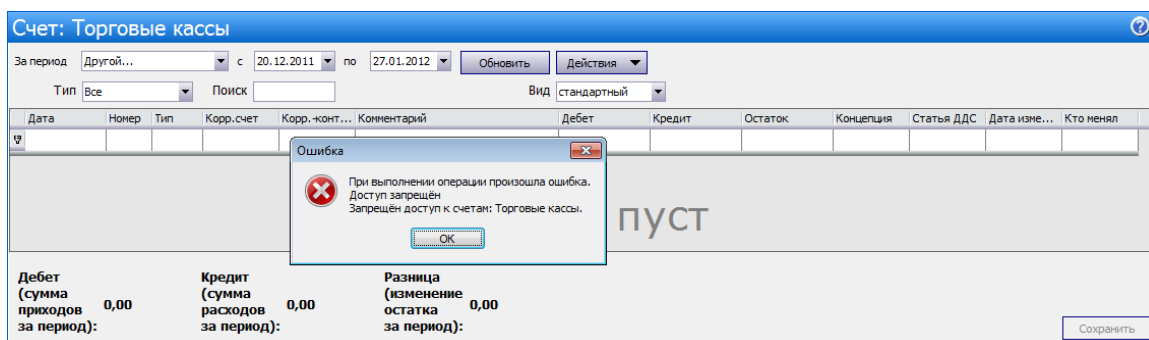 Счет: Торговые кассы
За период Другой... с 20.12.2011 по 27.01.2012 Обновить Действия
Тип Все Поиск Вид стандартный
Дата Номер Тип Корр.счет Корр.-конт... Комментарий Дебет Кредит Остаток Концепция Статья ДДС Дата изме... Кто менял
Ошибка
При выполнении операции произошла ошибка.
Доступ запрещён
Запрещён доступ к счетам: Торговые кассы.
пуст
OK
Дебет (сумма приходов за период): 0,00
Кредит (сумма расходов за период): 0,00
Разница (изменение остатка за период): 0,00
Сохранить